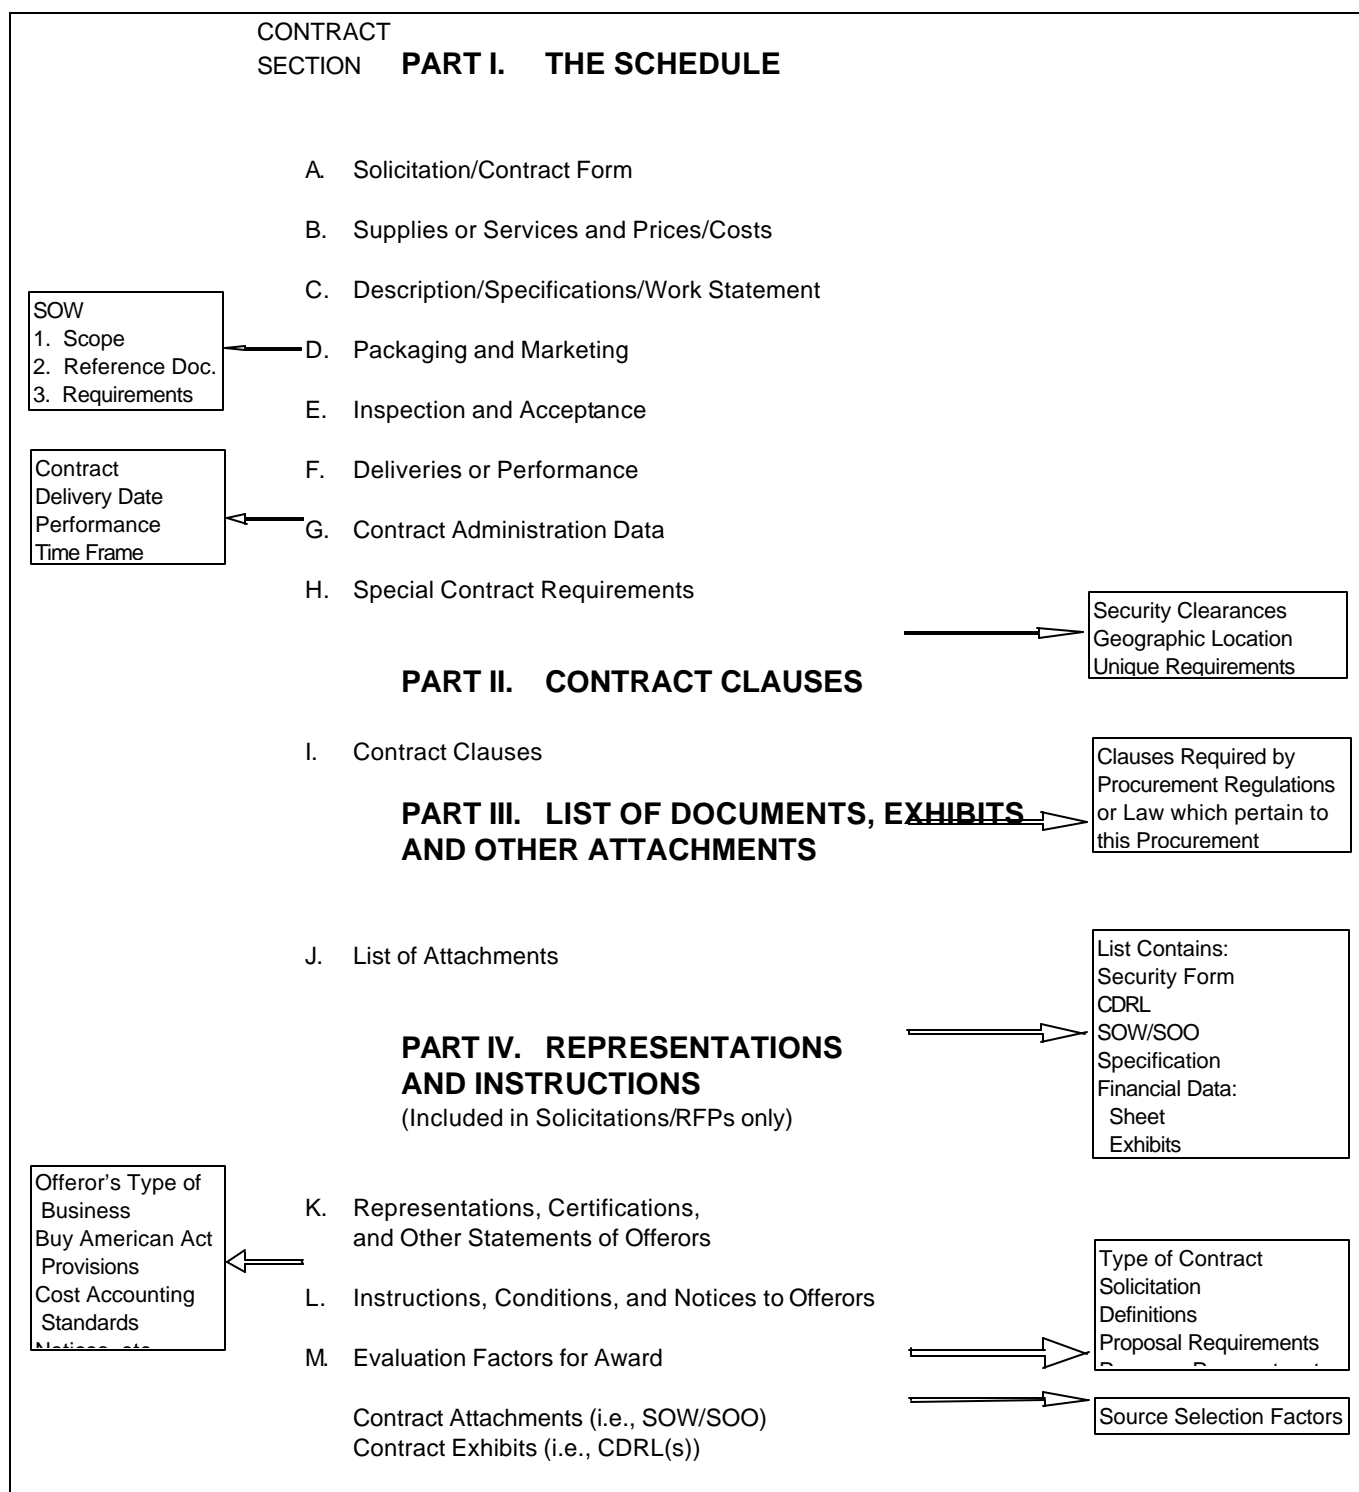 CONTRACT
SECTION PART I. THE SCHEDULE
A. Solicitation/Contract Form
B. Supplies or Services and Prices/Costs
C. Description/Specifications/Work Statement
SOW
1. Scope
2. Reference Doc.
3. Requirements
D. Packaging and Marketing
E. Inspection and Acceptance
Contract
Delivery Date
Performance
Time Frame
F. Deliveries or Performance
G. Contract Administration Data
H. Special Contract Requirements
Security Clearances
Geographic Location
Unique Requirements
PART II. CONTRACT CLAUSES
I. Contract Clauses
Clauses Required by
Procurement Regulations
or Law which pertain to
this Procurement
PART III. LIST OF DOCUMENTS, EXHIBITS
AND OTHER ATTACHMENTS
J. List of Attachments
List Contains:
Security Form
CDRL
SOW/SOO
Specification
Financial Data:
Sheet
Exhibits
PART IV. REPRESENTATIONS
AND INSTRUCTIONS
(Included in Solicitations/RFPs only)
Offeror's Type of
Business
Buy American Act
Provisions
Cost Accounting
Standards
K. Representations, Certifications,
and Other Statements of Offerors
L. Instructions, Conditions, and Notices to Offerors
Type of Contract
Solicitation
Definitions
Proposal Requirements
M. Evaluation Factors for Award
Source Selection Factors
Contract Attachments (i.e., SOW/SOO)
Contract Exhibits (i.e., CDRL(s))